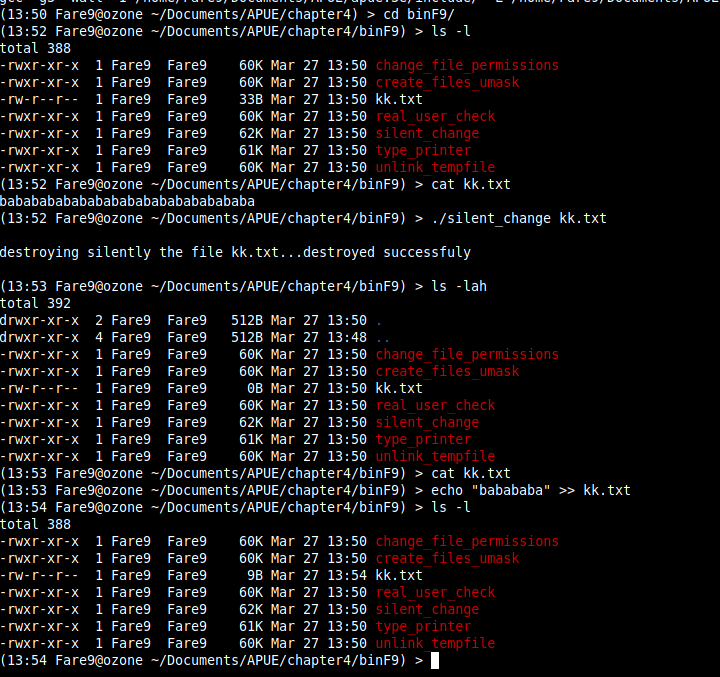 (13:50 Fare9@ozone ~/Documents/APUE/chapter4) > cd binF9/
(13:52 Fare9@ozone ~/Documents/APUE/chapter4/binF9) > ls -l
total 388
-rwxr-xr-x  1 Fare9  Fare9    60K Mar 27 13:50 change_file_permissions
-rwxr-xr-x  1 Fare9  Fare9    60K Mar 27 13:50 create_files_umask
-rw-r--r--  1 Fare9  Fare9    33B Mar 27 13:50 kk.txt
-rwxr-xr-x  1 Fare9  Fare9    60K Mar 27 13:50 real_user_check
-rwxr-xr-x  1 Fare9  Fare9    62K Mar 27 13:50 silent_change
-rwxr-xr-x  1 Fare9  Fare9    61K Mar 27 13:50 type_printer
-rwxr-xr-x  1 Fare9  Fare9    60K Mar 27 13:50 unlink_tempfile
(13:52 Fare9@ozone ~/Documents/APUE/chapter4/binF9) > cat kk.txt
babababababababababababababababa
(13:52 Fare9@ozone ~/Documents/APUE/chapter4/binF9) > ./silent_change kk.txt
destroying silently the file kk.txt...destroyed successfuly
(13:53 Fare9@ozone ~/Documents/APUE/chapter4/binF9) > ls -lah
total 392
drwxr-xr-x  2 Fare9  Fare9   512B Mar 27 13:50 .
drwxr-xr-x  4 Fare9  Fare9   512B Mar 27 13:48 ..
-rwxr-xr-x  1 Fare9  Fare9    60K Mar 27 13:50 change_file_permissions
-rwxr-xr-x  1 Fare9  Fare9    60K Mar 27 13:50 create_files_umask
-rw-r--r--  1 Fare9  Fare9     0B Mar 27 13:50 kk.txt
-rwxr-xr-x  1 Fare9  Fare9    60K Mar 27 13:50 real_user_check
-rwxr-xr-x  1 Fare9  Fare9    62K Mar 27 13:50 silent_change
-rwxr-xr-x  1 Fare9  Fare9    61K Mar 27 13:50 type_printer
-rwxr-xr-x  1 Fare9  Fare9    60K Mar 27 13:50 unlink_tempfile
(13:53 Fare9@ozone ~/Documents/APUE/chapter4/binF9) > cat kk.txt
(13:53 Fare9@ozone ~/Documents/APUE/chapter4/binF9) > echo "babababa" >> kk.txt
(13:54 Fare9@ozone ~/Documents/APUE/chapter4/binF9) > ls -l
total 388
-rwxr-xr-x  1 Fare9  Fare9    60K Mar 27 13:50 change_file_permissions
-rwxr-xr-x  1 Fare9  Fare9    60K Mar 27 13:50 create_files_umask
-rw-r--r--  1 Fare9  Fare9     9B Mar 27 13:54 kk.txt
-rwxr-xr-x  1 Fare9  Fare9    60K Mar 27 13:50 real_user_check
-rwxr-xr-x  1 Fare9  Fare9    62K Mar 27 13:50 silent_change
-rwxr-xr-x  1 Fare9  Fare9    61K Mar 27 13:50 type_printer
-rwxr-xr-x  1 Fare9  Fare9    60K Mar 27 13:50 unlink_tempfile
(13:54 Fare9@ozone ~/Documents/APUE/chapter4/binF9) >